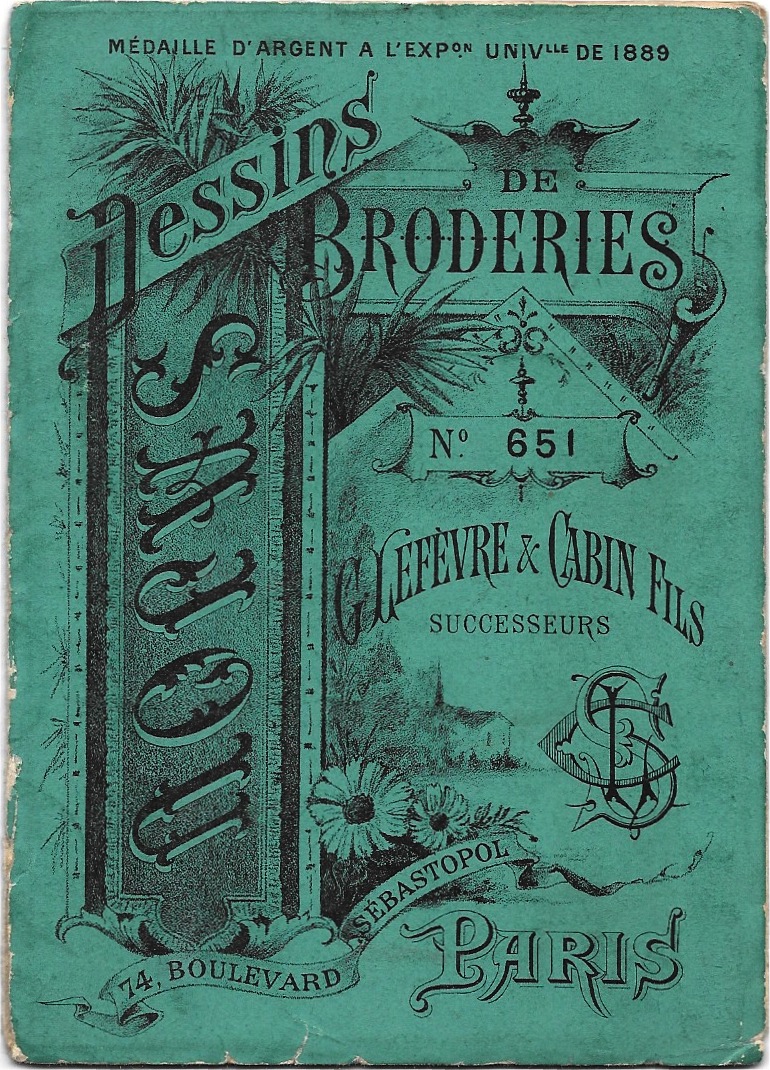 MÉDAILLE D'ARGENT A L'EXPON UNIVLLE DE 1889
Dessins
DE
BRODERIES
SAJOU
No. 651
G. LEFÈVRE & CABIN FILS
SUCCESSEURS
74, BOULEVARD SÉBASTOPOL
PARIS